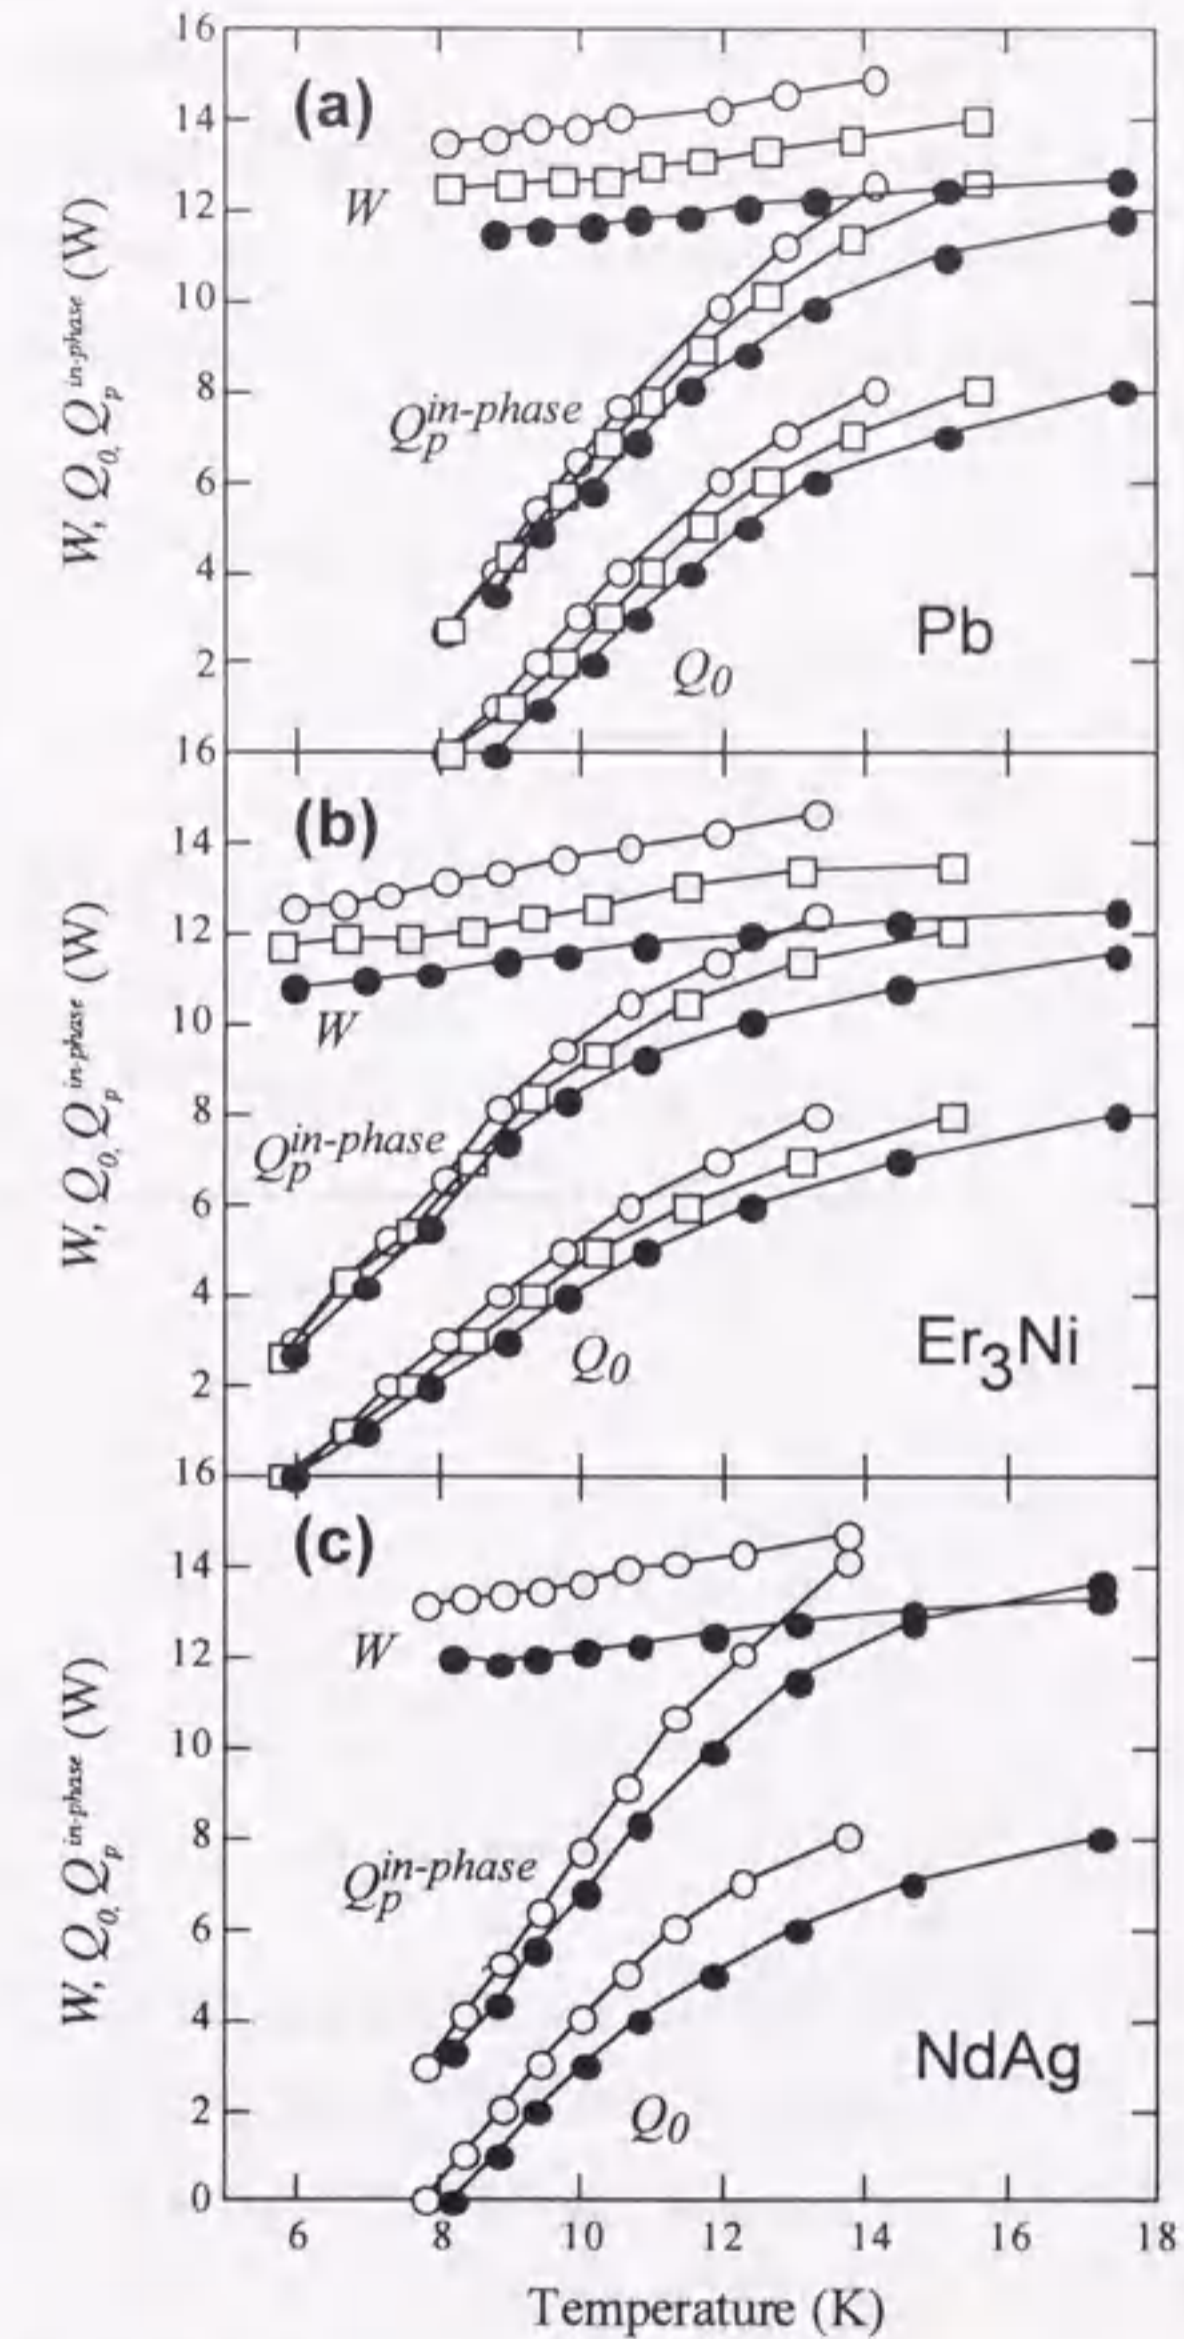 16
(a)
14
W
12
10
Q_p^{in-phase}
8
6
4
Pb
2
Q_0
W, Q_0, Q_p^{in-phase} (W)
16
(b)
14
12
W
10
8
Q_p^{in-phase}
6
4
Er_3Ni
Q_0
2
W, Q_0, Q_p^{in-phase} (W)
16
(c)
14
W
12
10
8
Q_p^{in-phase}
6
4
NdAg
2
Q_0
0
W, Q_0, Q_p^{in-phase} (W)
6 8 10 12 14 16 18
Temperature (K)